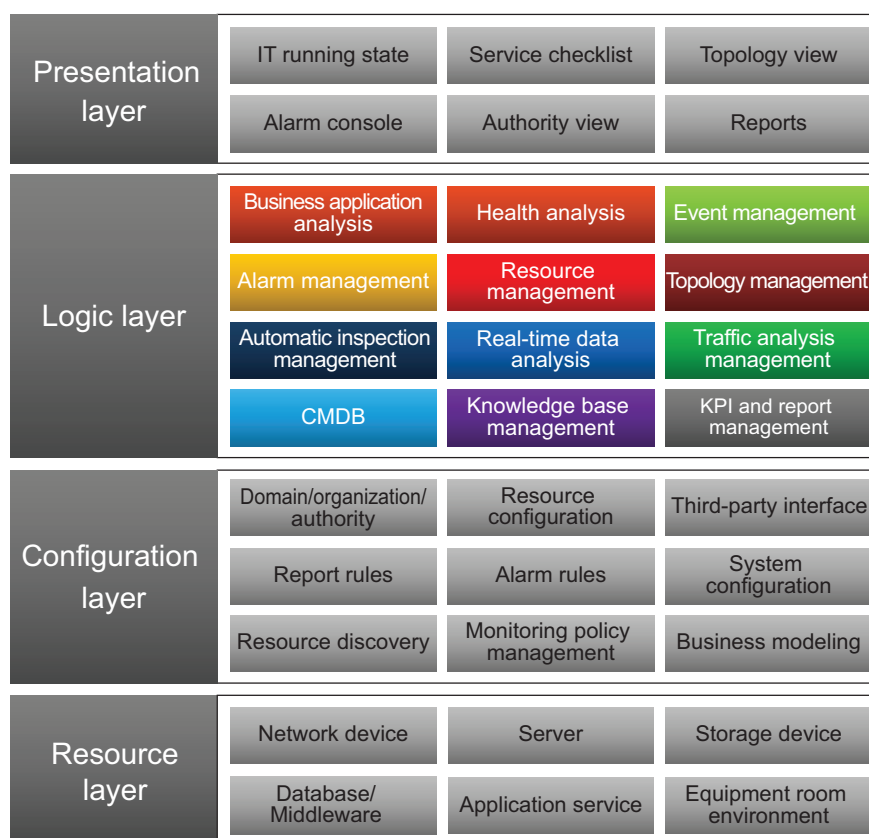 Presentation
layer
IT running state
Service checklist
Topology view
Alarm console
Authority view
Reports
Logic layer
Business application
analysis
Health analysis
Event management
Alarm management
Resource
management
Topology management
Automatic inspection
management
Real-time data
analysis
Traffic analysis
management
CMDB
Knowledge base
management
KPI and report
management
Configuration
layer
Domain/organization/
authority
Resource
configuration
Third-party interface
Report rules
Alarm rules
System
configuration
Resource discovery
Monitoring policy
management
Business modeling
Resource
layer
Network device
Server
Storage device
Database/
Middleware
Application service
Equipment room
environment